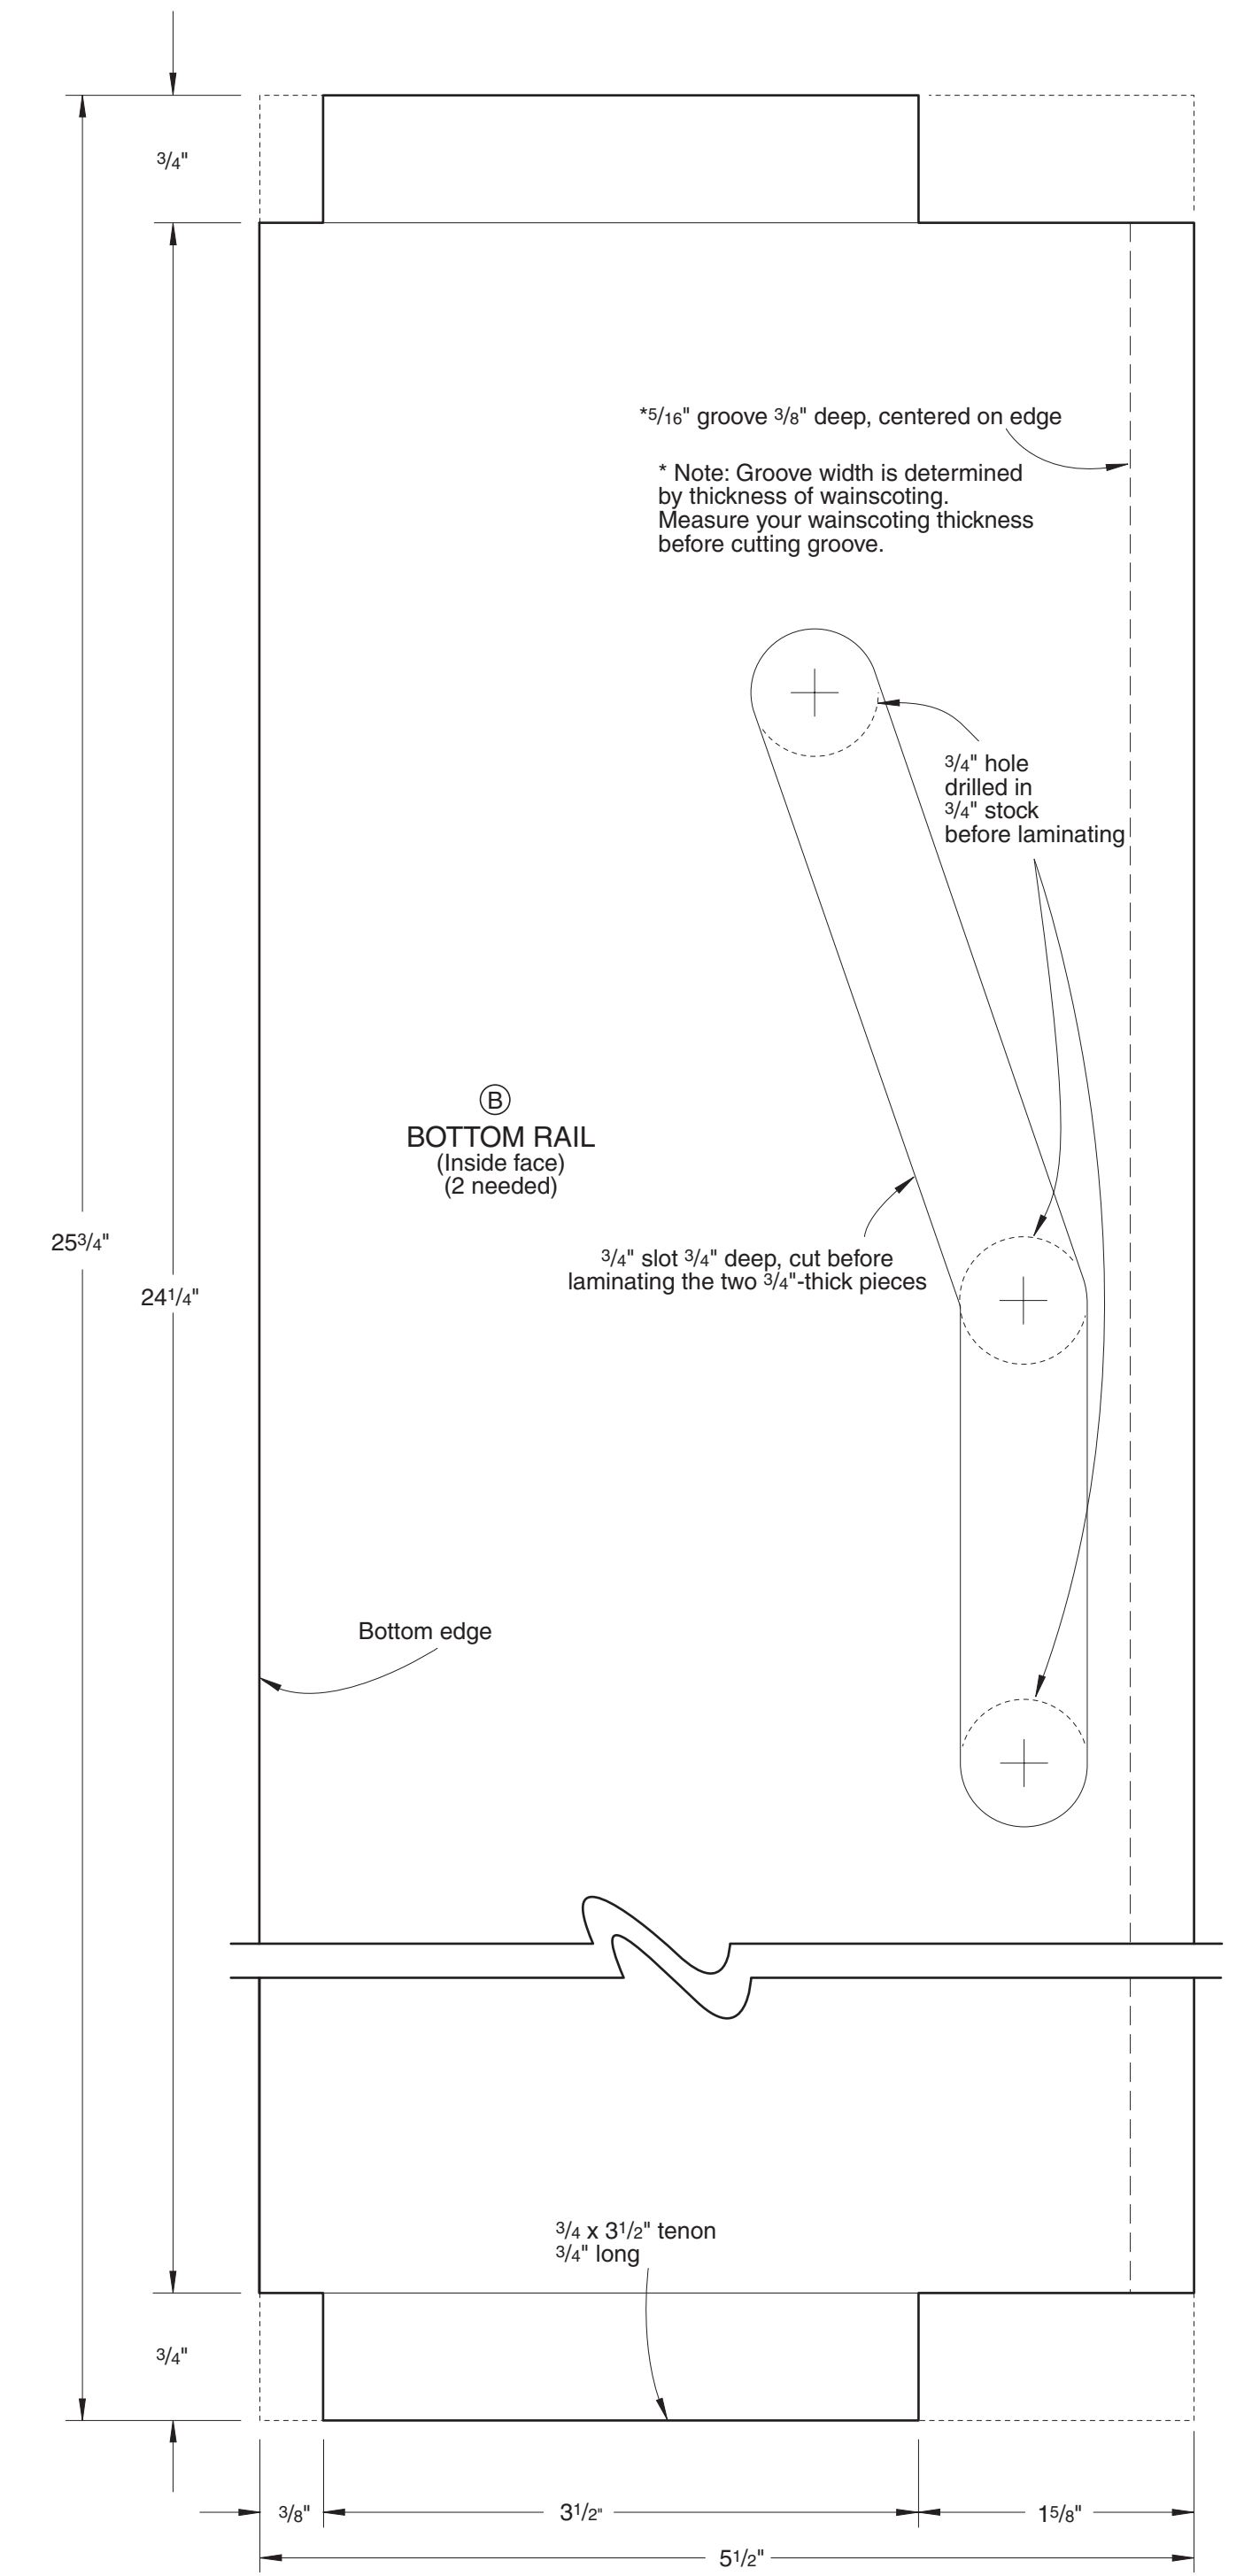 3/4"
*5/16" groove 3/8" deep, centered on edge
* Note: Groove width is determined
by thickness of wainscoting.
Measure your wainscoting thickness
before cutting groove.
3/4" hole
drilled in
3/4" stock
before laminating
B
BOTTOM RAIL
(Inside face)
(2 needed)
25 3/4"
24 1/4"
3/4" slot 3/4" deep, cut before
laminating the two 3/4"-thick pieces
Bottom edge
3/4 x 3 1/2" tenon
3/4" long
3/4"
3/8"
3 1/2"
1 5/8"
5 1/2"